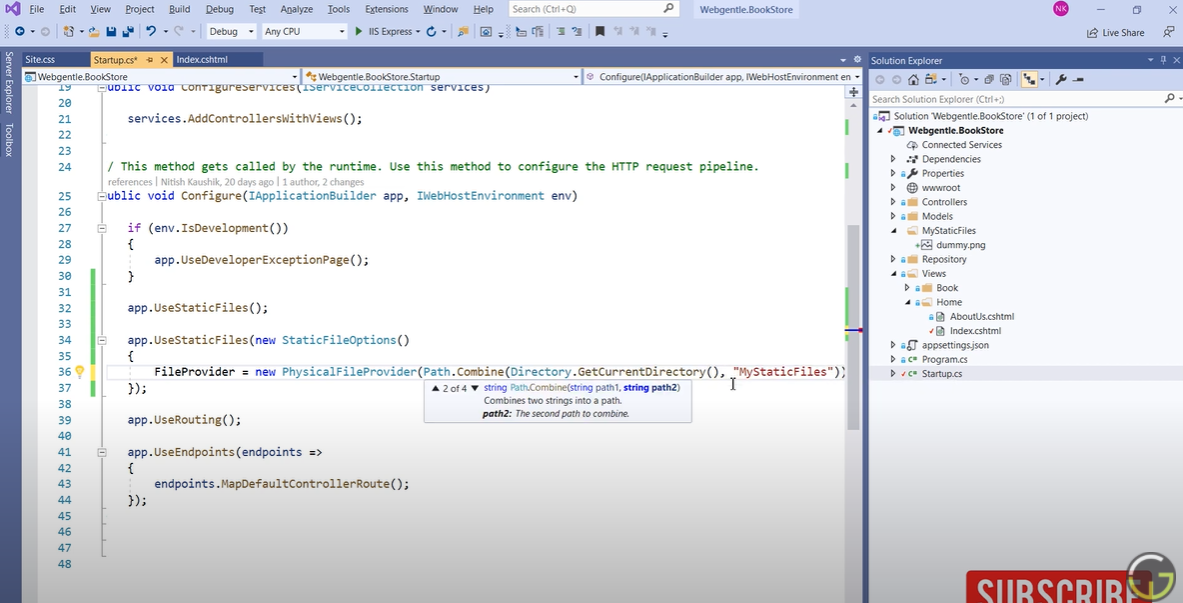 File Edit View Project Build Debug Test Analyze Tools Extensions Window Help Search (Ctrl+Q) Webgentle.BookStore NK
Debug Any CPU IIS Express Live Share
Server Explorer
Toolbox
Site.css Startup.cs* Index.cshtml
Webgentle.BookStore Webgentle.BookStore.Startup Configure(IApplicationBuilder app, IWebHostEnvironment en
19 ublic void ConfigureServices(IServiceCollection services)
20
21 services.AddControllersWithViews();
22
23
24 / This method gets called by the runtime. Use this method to configure the HTTP request pipeline.
references | Nitish Kaushik, 20 days ago | 1 author, 2 changes
25 ublic void Configure(IApplicationBuilder app, IWebHostEnvironment env)
26
27 if (env.IsDevelopment())
28 {
29 app.UseDeveloperExceptionPage();
30 }
31
32 app.UseStaticFiles();
33
34 app.UseStaticFiles(new StaticFileOptions()
35 {
36 FileProvider = new PhysicalFileProvider(Path.Combine(Directory.GetCurrentDirectory(), "MyStaticFiles"))
37 });
2 of 4 string Path.Combine(string path1, string path2)
Combines two strings into a path.
path2: The second path to combine.
38
39 app.UseRouting();
40
41 app.UseEndpoints(endpoints =>
42 {
43 endpoints.MapDefaultControllerRoute();
44 });
45
46
47
48
Solution Explorer
Search Solution Explorer (Ctrl+;)
Solution 'Webgentle.BookStore' (1 of 1 project)
Webgentle.BookStore
Connected Services
Dependencies
Properties
wwwroot
Controllers
Models
MyStaticFiles
dummy.png
Repository
Views
Book
Home
AboutUs.cshtml
Index.cshtml
appsettings.json
Program.cs
Startup.cs
SUBSCRIBE